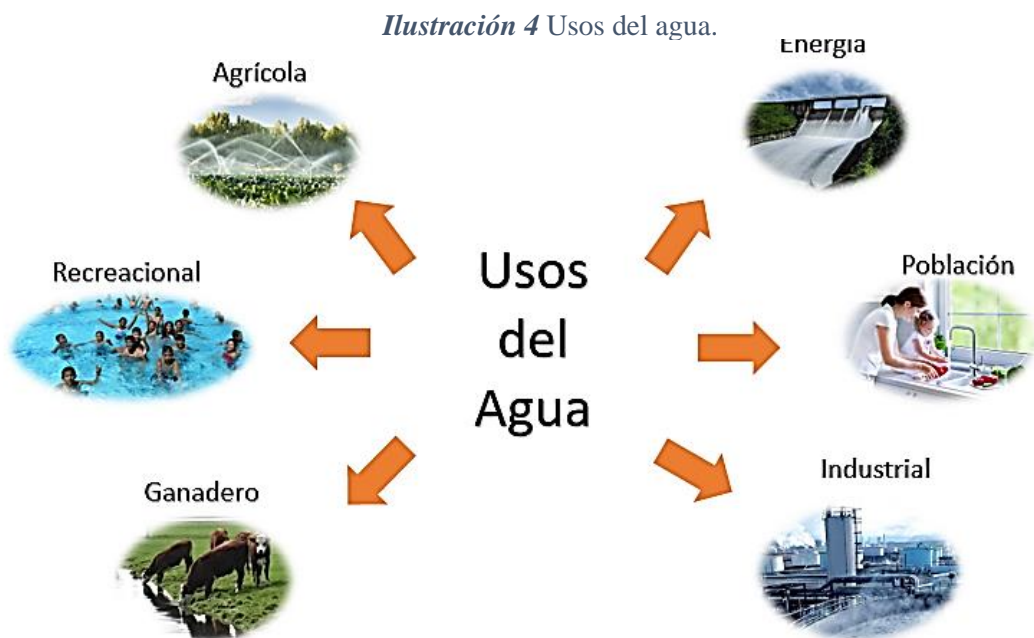 Ilustración 4 Usos del agua.
Energía
Agrícola
Recreacional
Población
Usos
del
Agua
Ganadero
Industrial